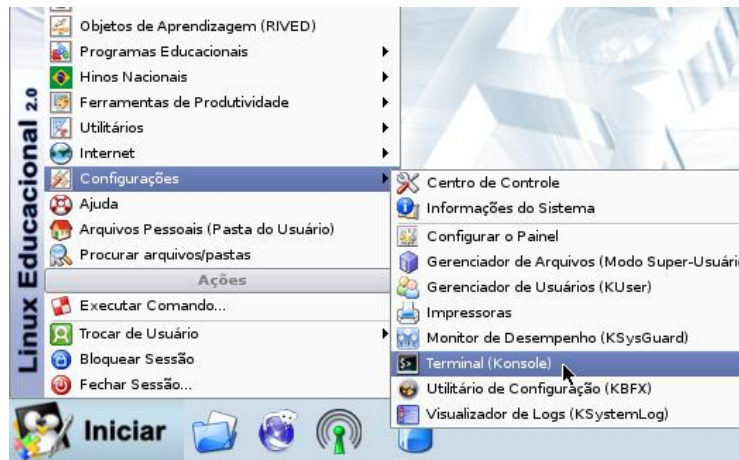 Objetos de Aprendizagem (RIVED)
Programas Educacionais
Hinos Nacionais
Ferramentas de Produtividade
Utilitários
Internet
Configurações
Ajuda
Arquivos Pessoais (Pasta do Usuário)
Procurar arquivos/pastas
Ações
Executar Comando...
Trocar de Usuário
Bloquear Sessão
Fechar Sessão...
Linux Educacional 2.0
Centro de Controle
Informações do Sistema
Configurar o Painel
Gerenciador de Arquivos (Modo Super-Usuári
Gerenciador de Usuários (KUser)
Impressoras
Monitor de Desempenho (KSysGuard)
Terminal (Konsole)
Utilitário de Configuração (KBFX)
Visualizador de Logs (KSystemLog)
Iniciar